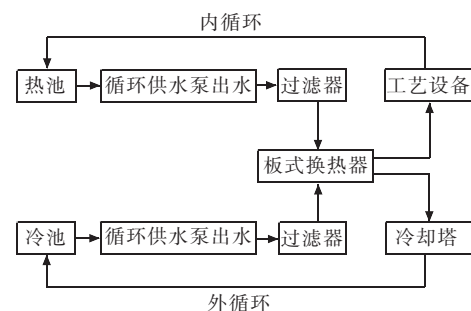 内循环
热池
循环供水泵出水
过滤器
工艺设备
板式换热器
冷池
循环供水泵出水
过滤器
冷却塔
外循环